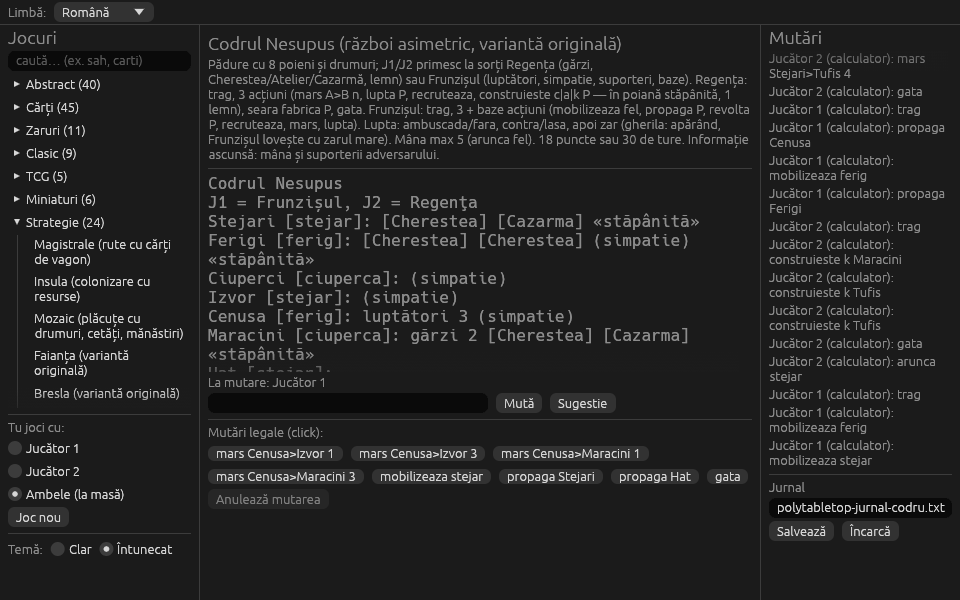 Limbă: Română
Jocuri
caută... (ex. sah, carti)
Abstract (40)
Cărți (45)
Zaruri (11)
Clasic (9)
TCG (5)
Miniaturi (6)
Strategie (24)
Magistrale (rute cu cărți
de vagon)
Insula (colonizare cu
resurse)
Mozaic (plăcuțe cu
drumuri, cetăți, mănăstiri)
Faianța (variantă
originală)
Bresla (variantă originală)
Tu joci cu:
Jucător 1
Jucător 2
Ambele (la masă)
Joc nou
Temă: Clar Întunecat
Codrul Nesupus (război asimetric, variantă originală)
Pădure cu 8 poieni și drumuri; J1/J2 primesc la sorți Regența (gărzi,
Cherestea/Atelier/Cazarmă, lemn) sau Frunzișul (luptători, simpatie, suporteri, baze). Regența:
trag, 3 acțiuni (mars A>B n, lupta P, recruteaza, construieste c|a|k P — în poiană stăpânită, 1
lemn), seara fabrica P, gata. Frunzișul: trag, 3 + baze acțiuni (mobilizeaza fel, propaga P, revolta
P, recruteaza, mars, lupta). Lupta: ambuscada/fara, contra/lasa, apoi zar (gherila: apărând,
Frunzișul lovește cu zarul mare). Mâna max 5 (arunca fel). 18 puncte sau 30 de ture. Informație
ascunsă: mâna și suporterii adversarului.
Codrul Nesupus
J1 = Frunzișul, J2 = Regenţa
Stejari [stejar]: [Cherestea] [Cazarma] «stăpânită»
Ferigi [ferig]: [Cherestea] [Cherestea] (simpatie)
«stăpânită»
Ciuperci [ciuperca]: (simpatie)
Izvor [stejar]: (simpatie)
Cenusa [ferig]: luptători 3 (simpatie)
Maracini [ciuperca]: gărzi 2 [Cherestea] [Cazarma]
«stăpânită»
Hat [stejar]:
La mutare: Jucător 1
Mută Sugestie
Mutări legale (click):
mars Cenusa>Izvor 1 mars Cenusa>Izvor 3 mars Cenusa>Maracini 1
mars Cenusa>Maracini 3 mobilizeaza stejar propaga Stejari propaga Hat gata
Anulează mutarea
Mutări
Jucător 2 (calculator): mars
Stejari>Tufis 4
Jucător 2 (calculator): gata
Jucător 1 (calculator): trag
Jucător 1 (calculator): propaga
Cenusa
Jucător 1 (calculator):
mobilizeaza ferig
Jucător 1 (calculator): propaga
Ferigi
Jucător 2 (calculator): trag
Jucător 2 (calculator):
construieste k Maracini
Jucător 2 (calculator):
construieste k Tufis
Jucător 2 (calculator):
construieste k Tufis
Jucător 2 (calculator): gata
Jucător 2 (calculator): arunca
stejar
Jucător 1 (calculator): trag
Jucător 1 (calculator):
mobilizeaza ferig
Jucător 1 (calculator):
mobilizeaza stejar
Jurnal
polytabletop-jurnal-codru.txt
Salvează Încarcă